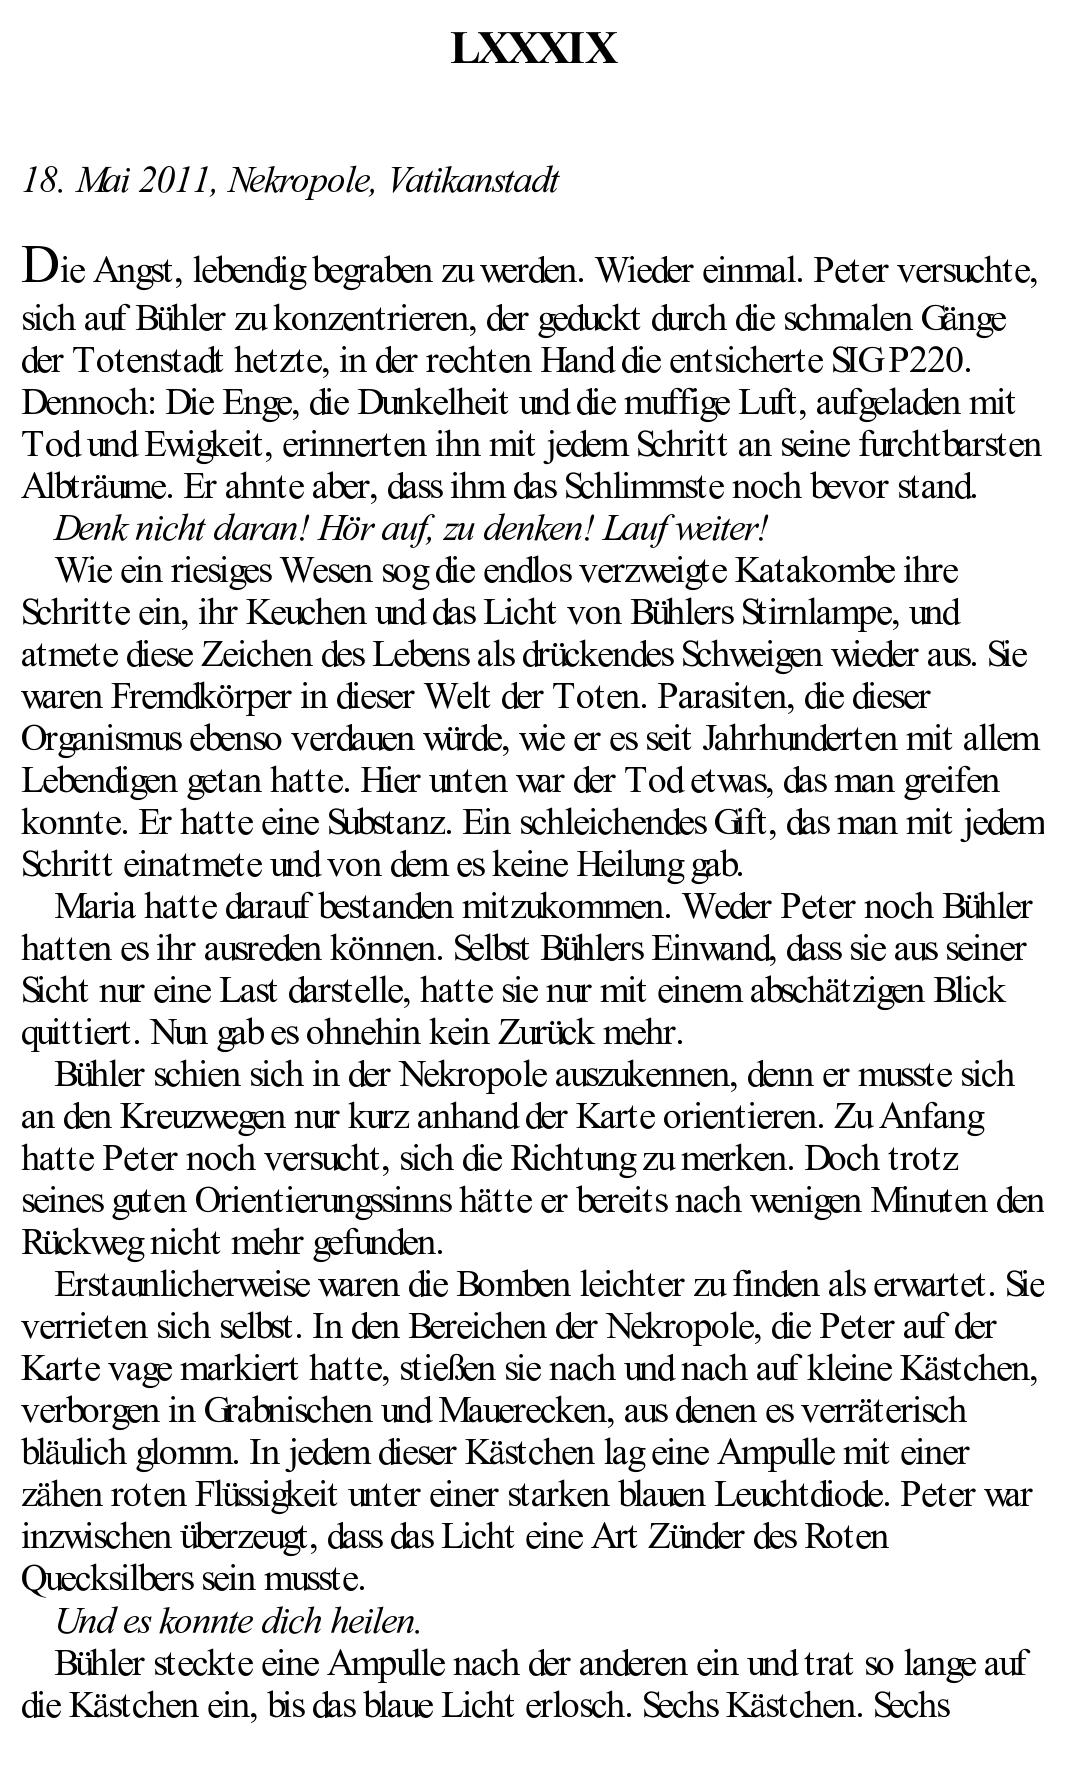 LXXXIX
18. Mai 2011, Nekropole, Vatikanstadt
Die Angst, lebendig begraben zu werden. Wieder einmal. Peter versuchte,
sich auf Bühler zu konzentrieren, der geduckt durch die schmalen Gänge
der Totenstadt hetzte, in der rechten Hand die entsicherte SIG P220.
Dennoch: Die Enge, die Dunkelheit und die muffige Luft, aufgeladen mit
Tod und Ewigkeit, erinnerten ihn mit jedem Schritt an seine furchtbarsten
Albträume. Er ahnte aber, dass ihm das Schlimmste noch bevor stand.
Denk nicht daran! Hör auf, zu denken! Lauf weiter!
Wie ein riesiges Wesen sog die endlos verzweigte Katakombe ihre
Schritte ein, ihr Keuchen und das Licht von Bühlers Stirnlampe, und
atmete diese Zeichen des Lebens als drückendes Schweigen wieder aus. Sie
waren Fremdkörper in dieser Welt der Toten. Parasiten, die dieser
Organismus ebenso verdauen würde, wie er es seit Jahrhunderten mit allem
Lebendigen getan hatte. Hier unten war der Tod etwas, das man greifen
konnte. Er hatte eine Substanz. Ein schleichendes Gift, das man mit jedem
Schritt einatmete und von dem es keine Heilung gab.
Maria hatte darauf bestanden mitzukommen. Weder Peter noch Bühler
hatten es ihr ausreden können. Selbst Bühlers Einwand, dass sie aus seiner
Sicht nur eine Last darstelle, hatte sie nur mit einem abschätzigen Blick
quittiert. Nun gab es ohnehin kein Zurück mehr.
Bühler schien sich in der Nekropole auszukennen, denn er musste sich
an den Kreuzwegen nur kurz anhand der Karte orientieren. Zu Anfang
hatte Peter noch versucht, sich die Richtung zu merken. Doch trotz
seines guten Orientierungssinns hätte er bereits nach wenigen Minuten den
Rückweg nicht mehr gefunden.
Erstaunlicherweise waren die Bomben leichter zu finden als erwartet. Sie
verrieten sich selbst. In den Bereichen der Nekropole, die Peter auf der
Karte vage markiert hatte, stießen sie nach und nach auf kleine Kästchen,
verborgen in Grabnischen und Mauerecken, aus denen es verräterisch
bläulich glomm. In jedem dieser Kästchen lag eine Ampulle mit einer
zähen roten Flüssigkeit unter einer starken blauen Leuchtdiode. Peter war
inzwischen überzeugt, dass das Licht eine Art Zünder des Roten
Quecksilbers sein musste.
Und es konnte dich heilen.
Bühler steckte eine Ampulle nach der anderen ein und trat so lange auf
die Kästchen ein, bis das blaue Licht erlosch. Sechs Kästchen. Sechs